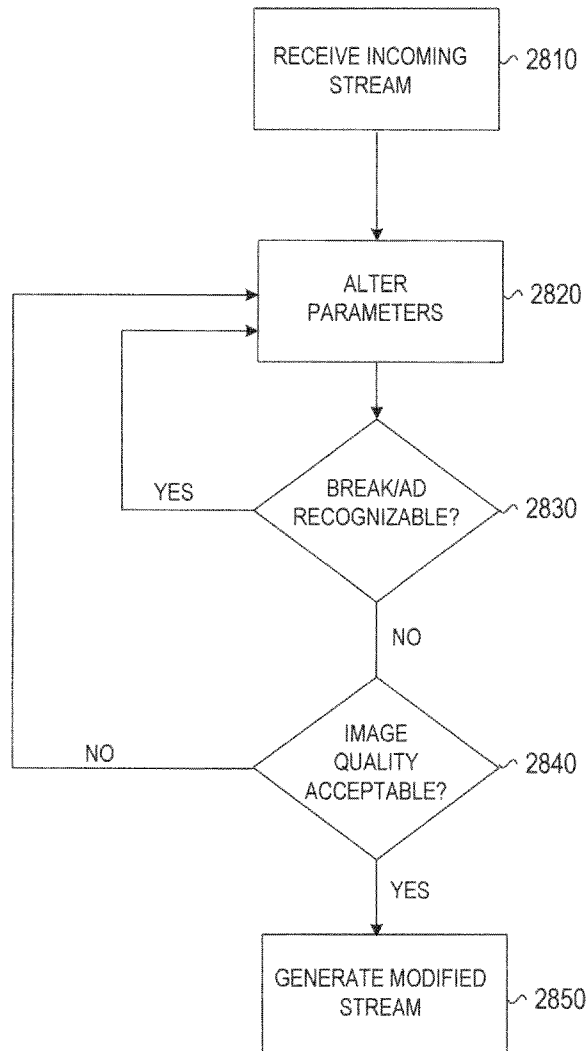 RECEIVE INCOMING
STREAM
2810
ALTER
PARAMETERS
2820
YES
BREAK/AD
RECOGNIZABLE?
2830
NO
NO
IMAGE
QUALITY
ACCEPTABLE?
2840
YES
GENERATE MODIFIED
STREAM
2850